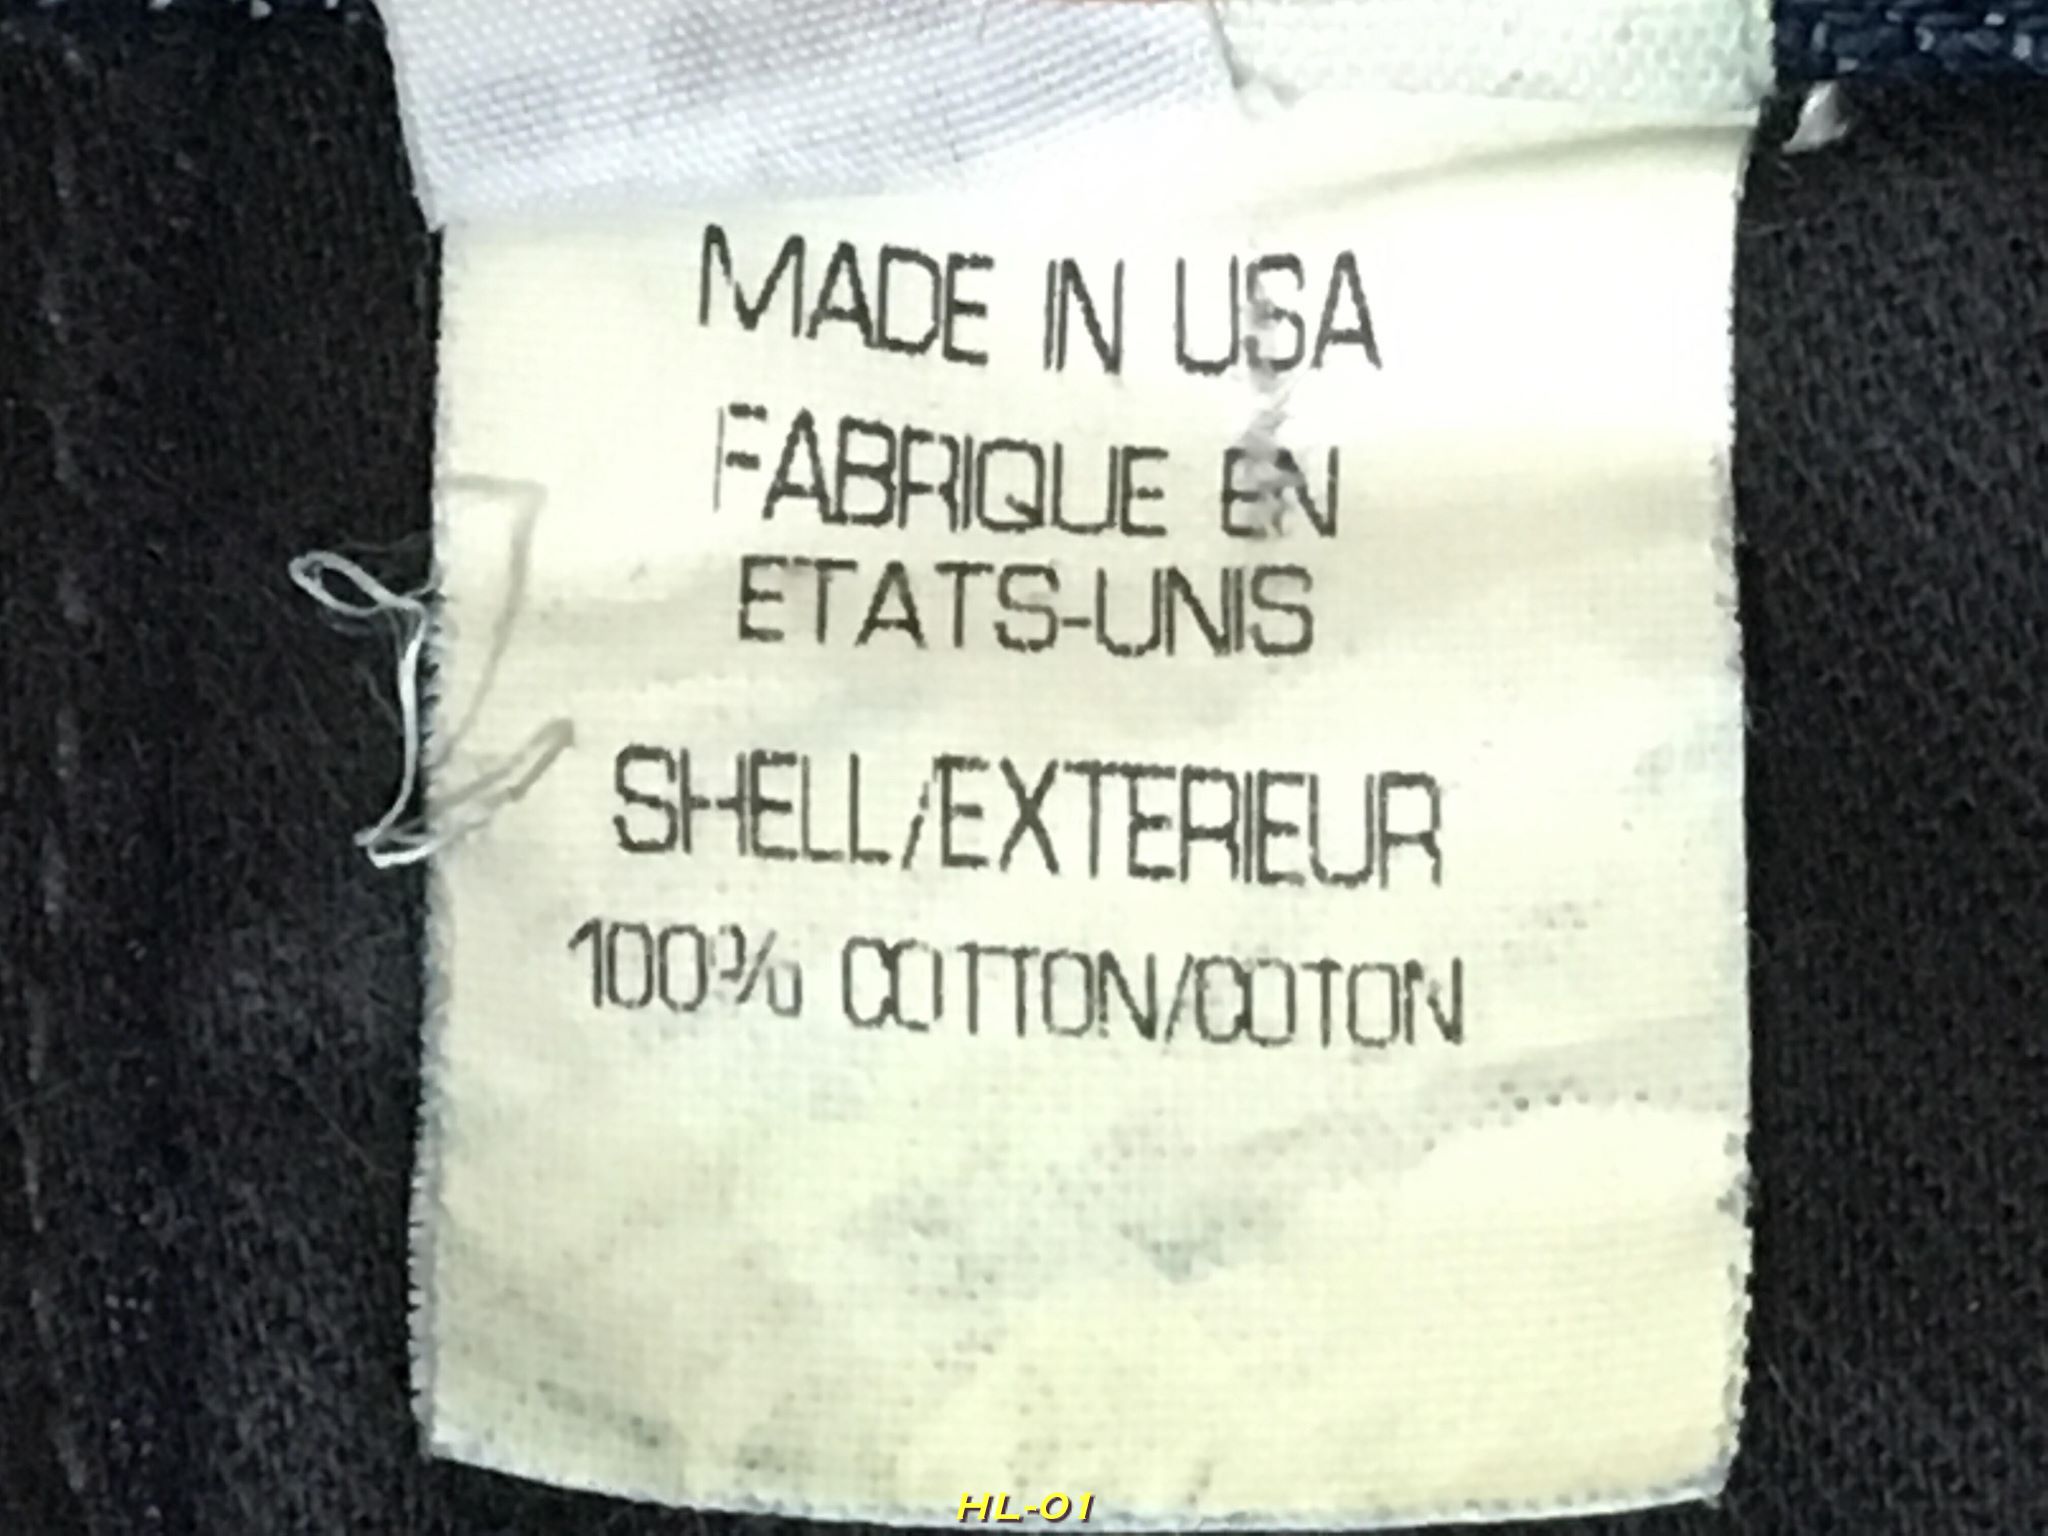 MADE IN USA
FABRIQUE EN
ETATS-UNIS
SHELL/EXTERIEUR
100% COTTON/COTON
HL-01